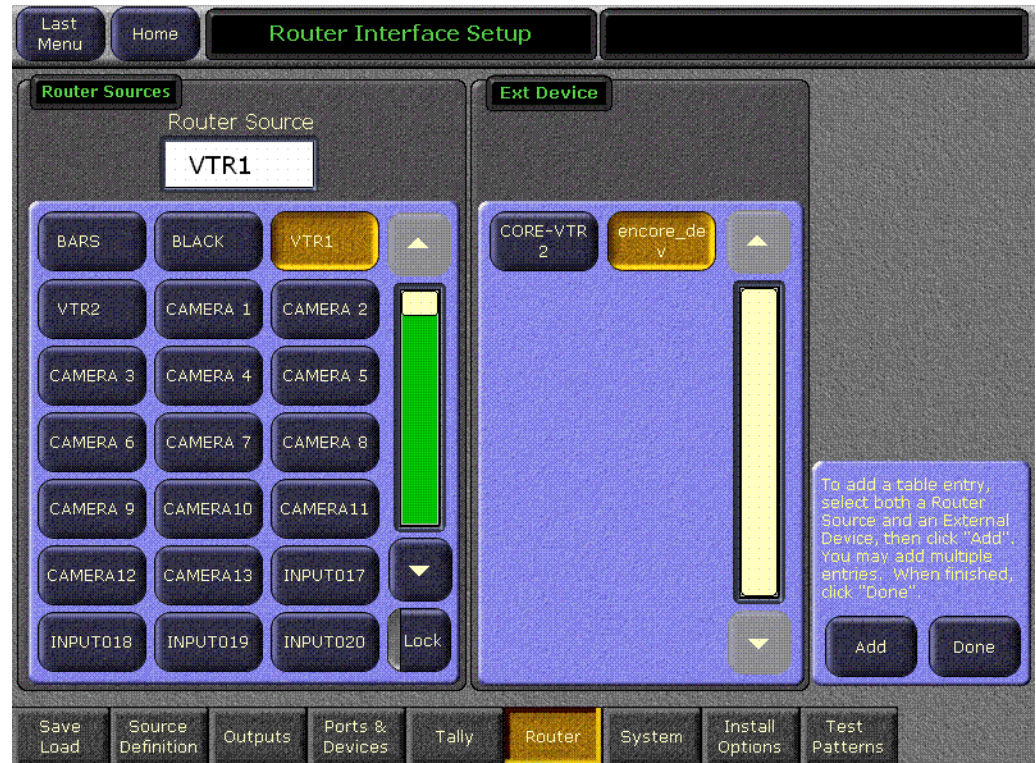 Last
Menu
Home
Router Interface Setup
Router Sources
Router Source
VTR1
BARS
BLACK
VTR1
VTR2
CAMERA 1
CAMERA 2
CAMERA 3
CAMERA 4
CAMERA 5
CAMERA 6
CAMERA 7
CAMERA 8
CAMERA 9
CAMERA10
CAMERA11
CAMERA12
CAMERA13
INPUT017
INPUT018
INPUT019
INPUT020
Lock
Ext Device
CORE-VTR
2
encore_de
v
To add a table entry,
select both a Router
Source and an External
Device, then click "Add".
You may add multiple
entries. When finished,
click "Done".
Add
Done
Save
Load
Source
Definition
Outputs
Ports &
Devices
Tally
Router
System
Install
Options
Test
Patterns